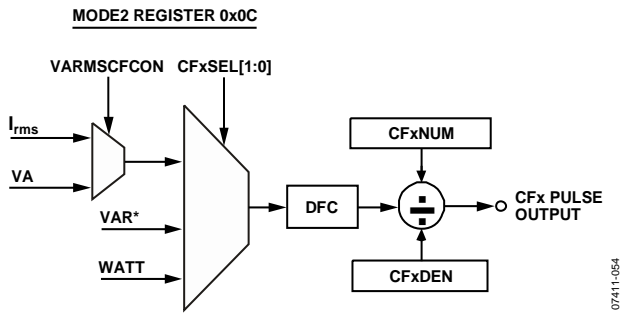 MODE2 REGISTER 0x0C
VARMSCFCON CFxSEL[1:0]
Irms
VA
VAR*
WATT
DFC
CFxNUM
÷
CFxDEN
CFx PULSE
OUTPUT
07411-054